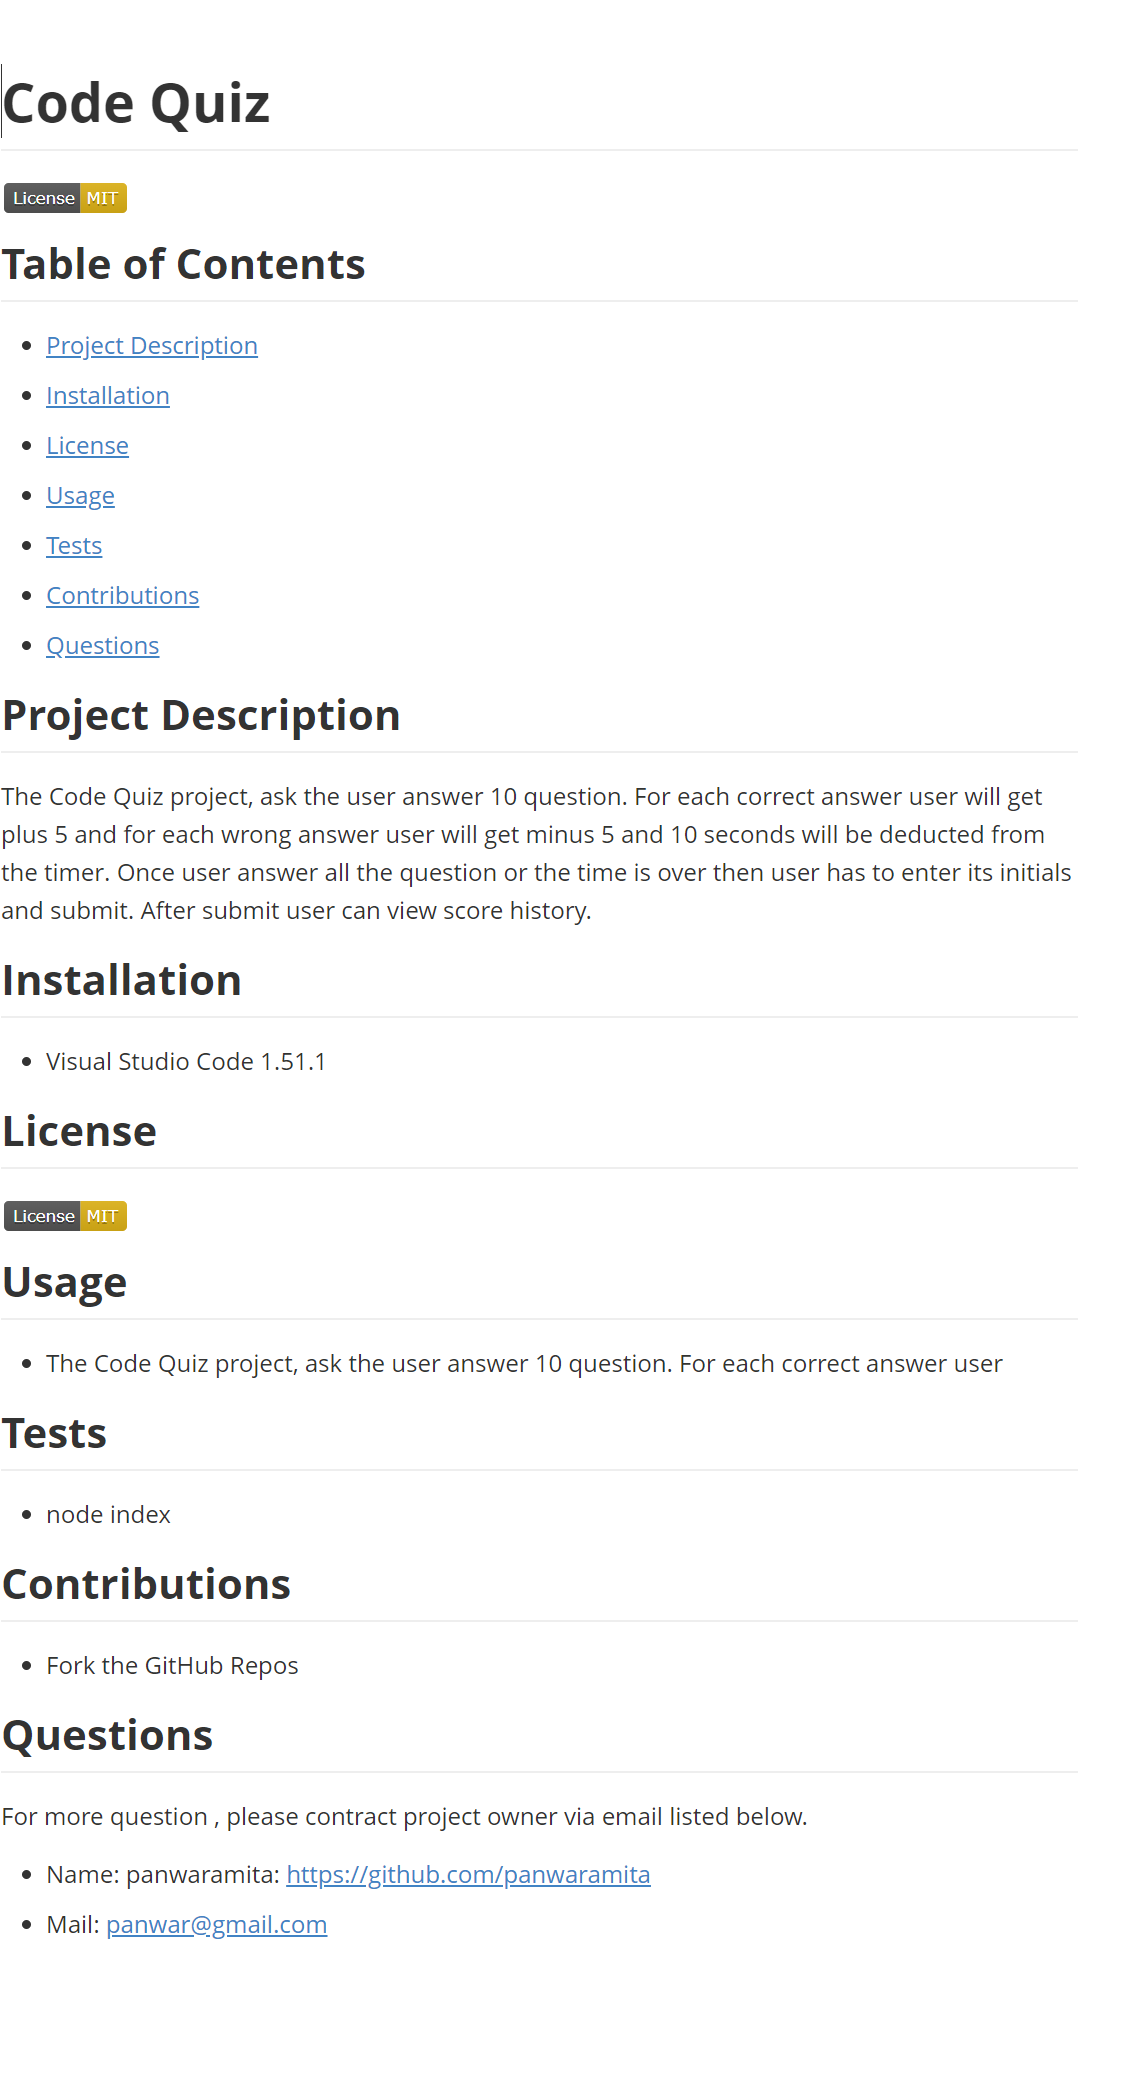 Code Quiz
License MIT
Table of Contents
Project Description
Installation
License
Usage
Tests
Contributions
Questions
Project Description
The Code Quiz project, ask the user answer 10 question. For each correct answer user will get
plus 5 and for each wrong answer user will get minus 5 and 10 seconds will be deducted from
the timer. Once user answer all the question or the time is over then user has to enter its initials
and submit. After submit user can view score history.
Installation
Visual Studio Code 1.51.1
License
License MIT
Usage
The Code Quiz project, ask the user answer 10 question. For each correct answer user
Tests
node index
Contributions
Fork the GitHub Repos
Questions
For more question , please contract project owner via email listed below.
Name: panwaramita: https://github.com/panwaramita
Mail: panwar@gmail.com